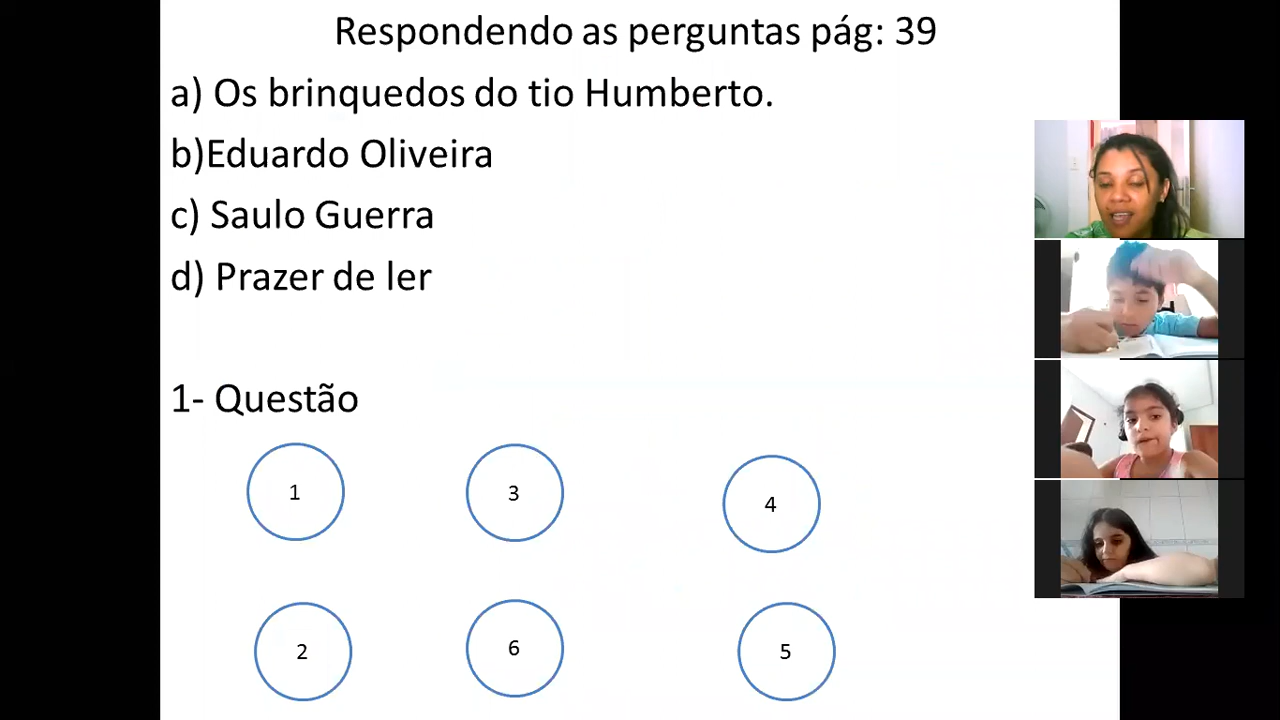 Respondendo as perguntas pág: 39
a) Os brinquedos do tio Humberto.
b)Eduardo Oliveira
c) Saulo Guerra
d) Prazer de ler
1- Questão
1 3 4
2 6 5